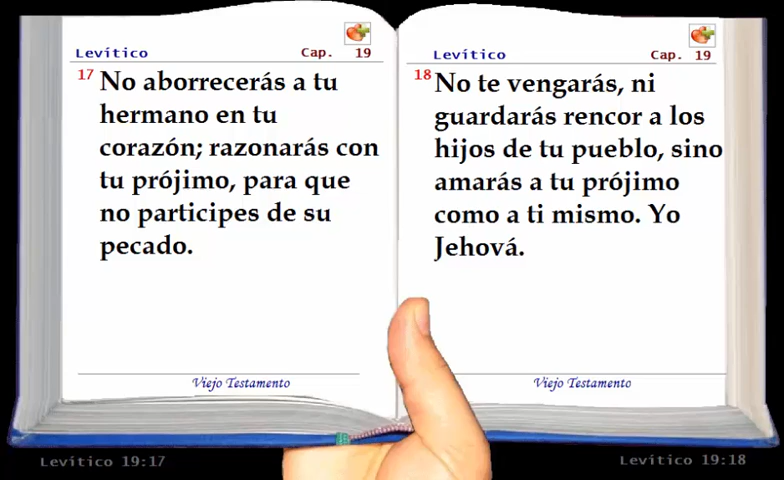 Levítico Cap. 19
17 No aborrecerás a tu
hermano en tu
corazón; razonarás con
tu prójimo, para que
no participes de su
pecado.
Viejo Testamento
Levítico 19:17
Levítico Cap. 19
18 No te vengarás, ni
guardarás rencor a los
hijos de tu pueblo, sino
amarás a tu prójimo
como a ti mismo. Yo
Jehová.
Viejo Testamento
Levítico 19:18